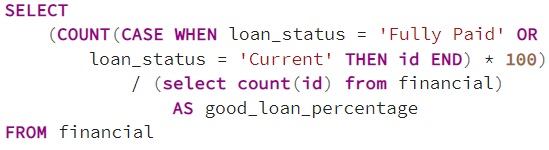 SELECT
(COUNT(CASE WHEN loan_status = 'Fully Paid' OR
loan_status = 'Current' THEN id END) * 100)
/ (select count(id) from financial)
AS good_loan_percentage
FROM financial